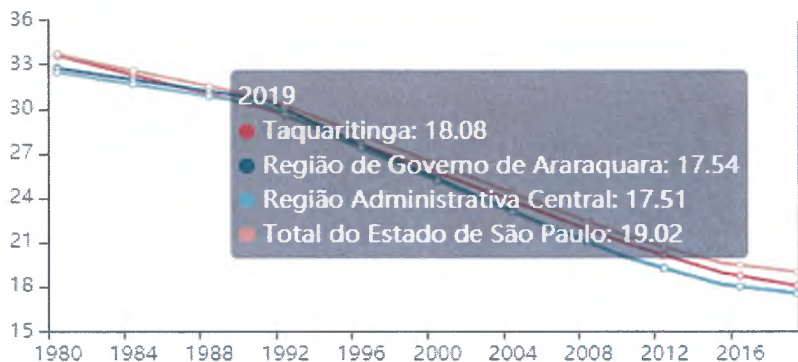 36
33
30
27
24
21
18
15
2019
Taquaritinga: 18.08
Região de Governo de Araraquara: 17.54
Região Administrativa Central: 17.51
Total do Estado de São Paulo: 19.02
1980 1984 1988 1992 1996 2000 2004 2008 2012 2016